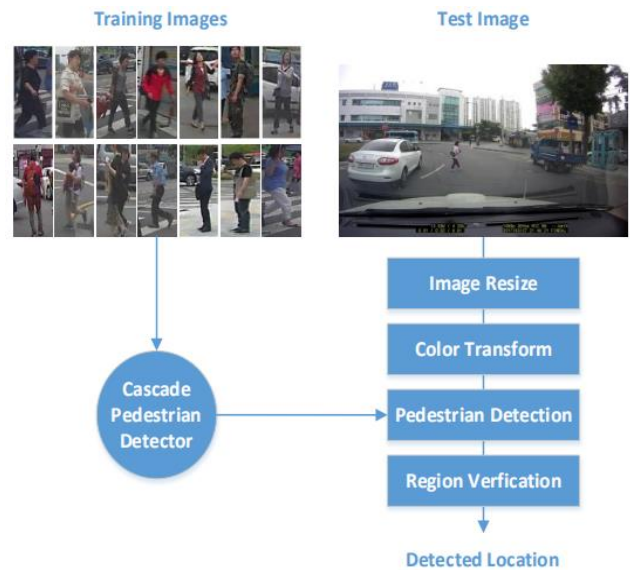 Training Images
Test Image
Image Resize
Color Transform
Cascade
Pedestrian
Detector
Pedestrian Detection
Region Verfication
Detected Location